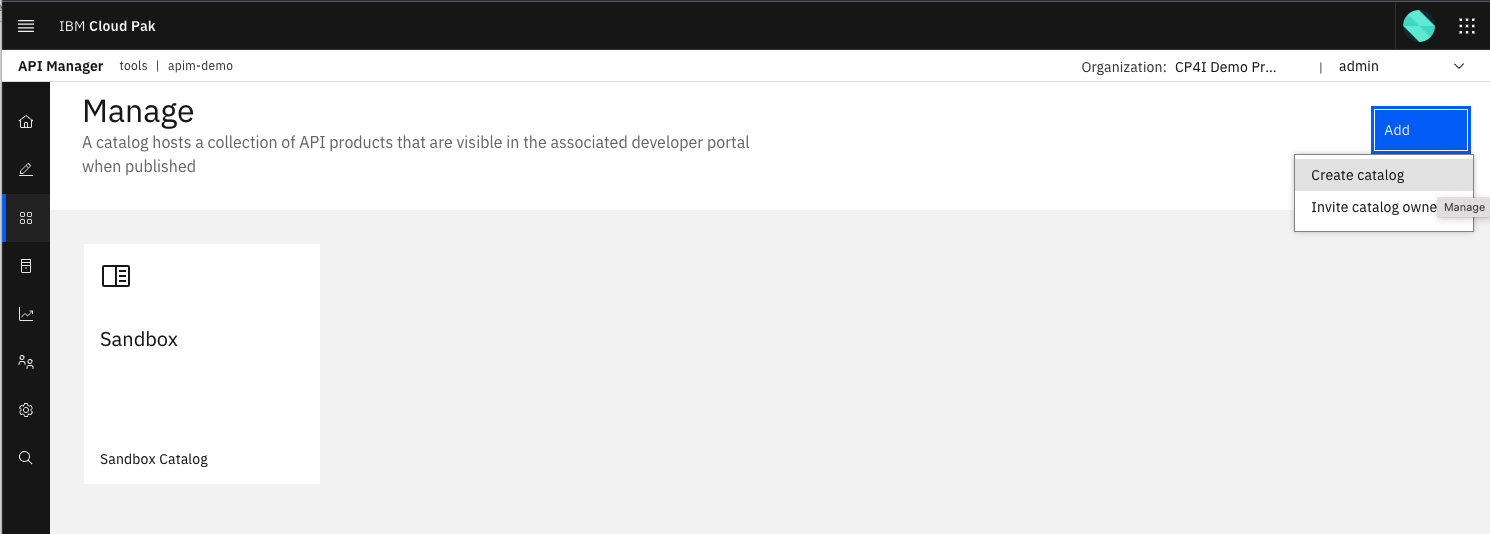 IBM Cloud Pak
API Manager tools | apim-demo Organization: CP4I Demo Pr... | admin
Manage
A catalog hosts a collection of API products that are visible in the associated developer portal
when published
Add
Create catalog
Invite catalog owne
Manage
Sandbox
Sandbox Catalog